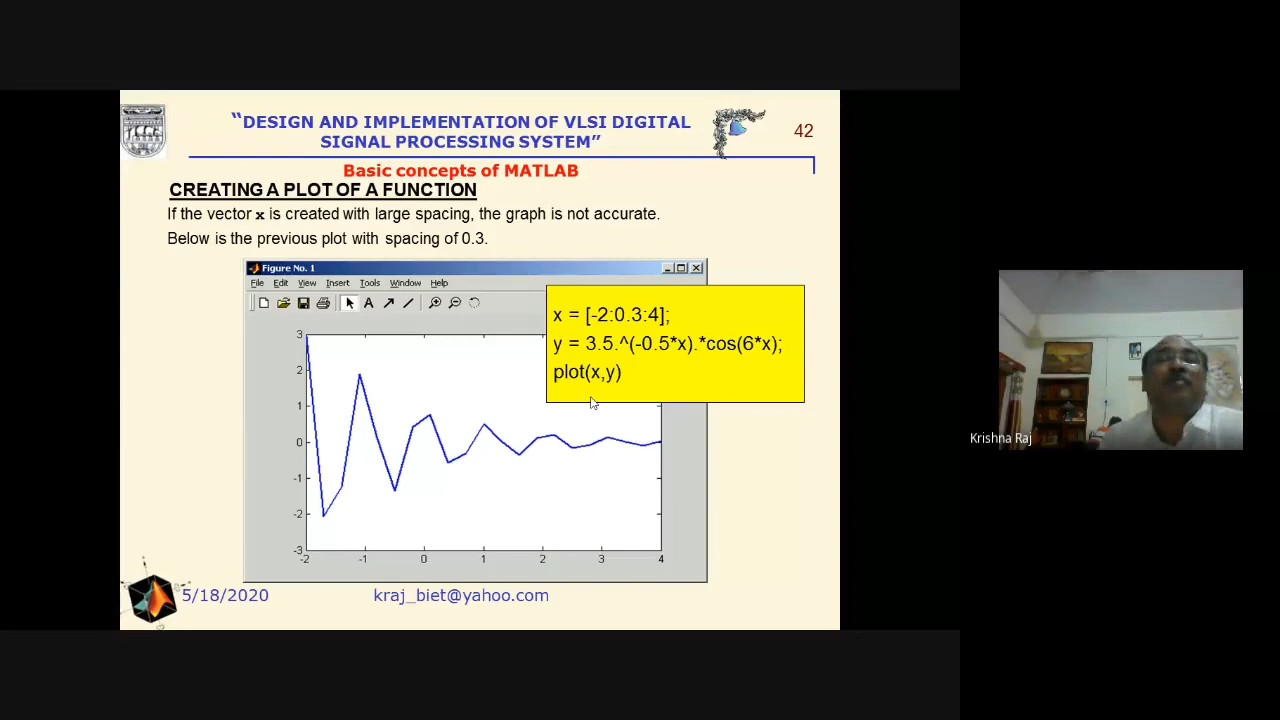 “DESIGN AND IMPLEMENTATION OF VLSI DIGITAL
SIGNAL PROCESSING SYSTEM”
42
Basic concepts of MATLAB
CREATING A PLOT OF A FUNCTION
If the vector x is created with large spacing, the graph is not accurate.
Below is the previous plot with spacing of 0.3.
Figure No. 1
File Edit View Insert Tools Window Help
A
x = [-2:0.3:4];
y = 3.5.^(-0.5*x).*cos(6*x);
plot(x,y)
3
2
1
0
-1
-2
-3
-2 -1 0 1 2 3 4
5/18/2020
kraj_biet@yahoo.com
Krishna Raj